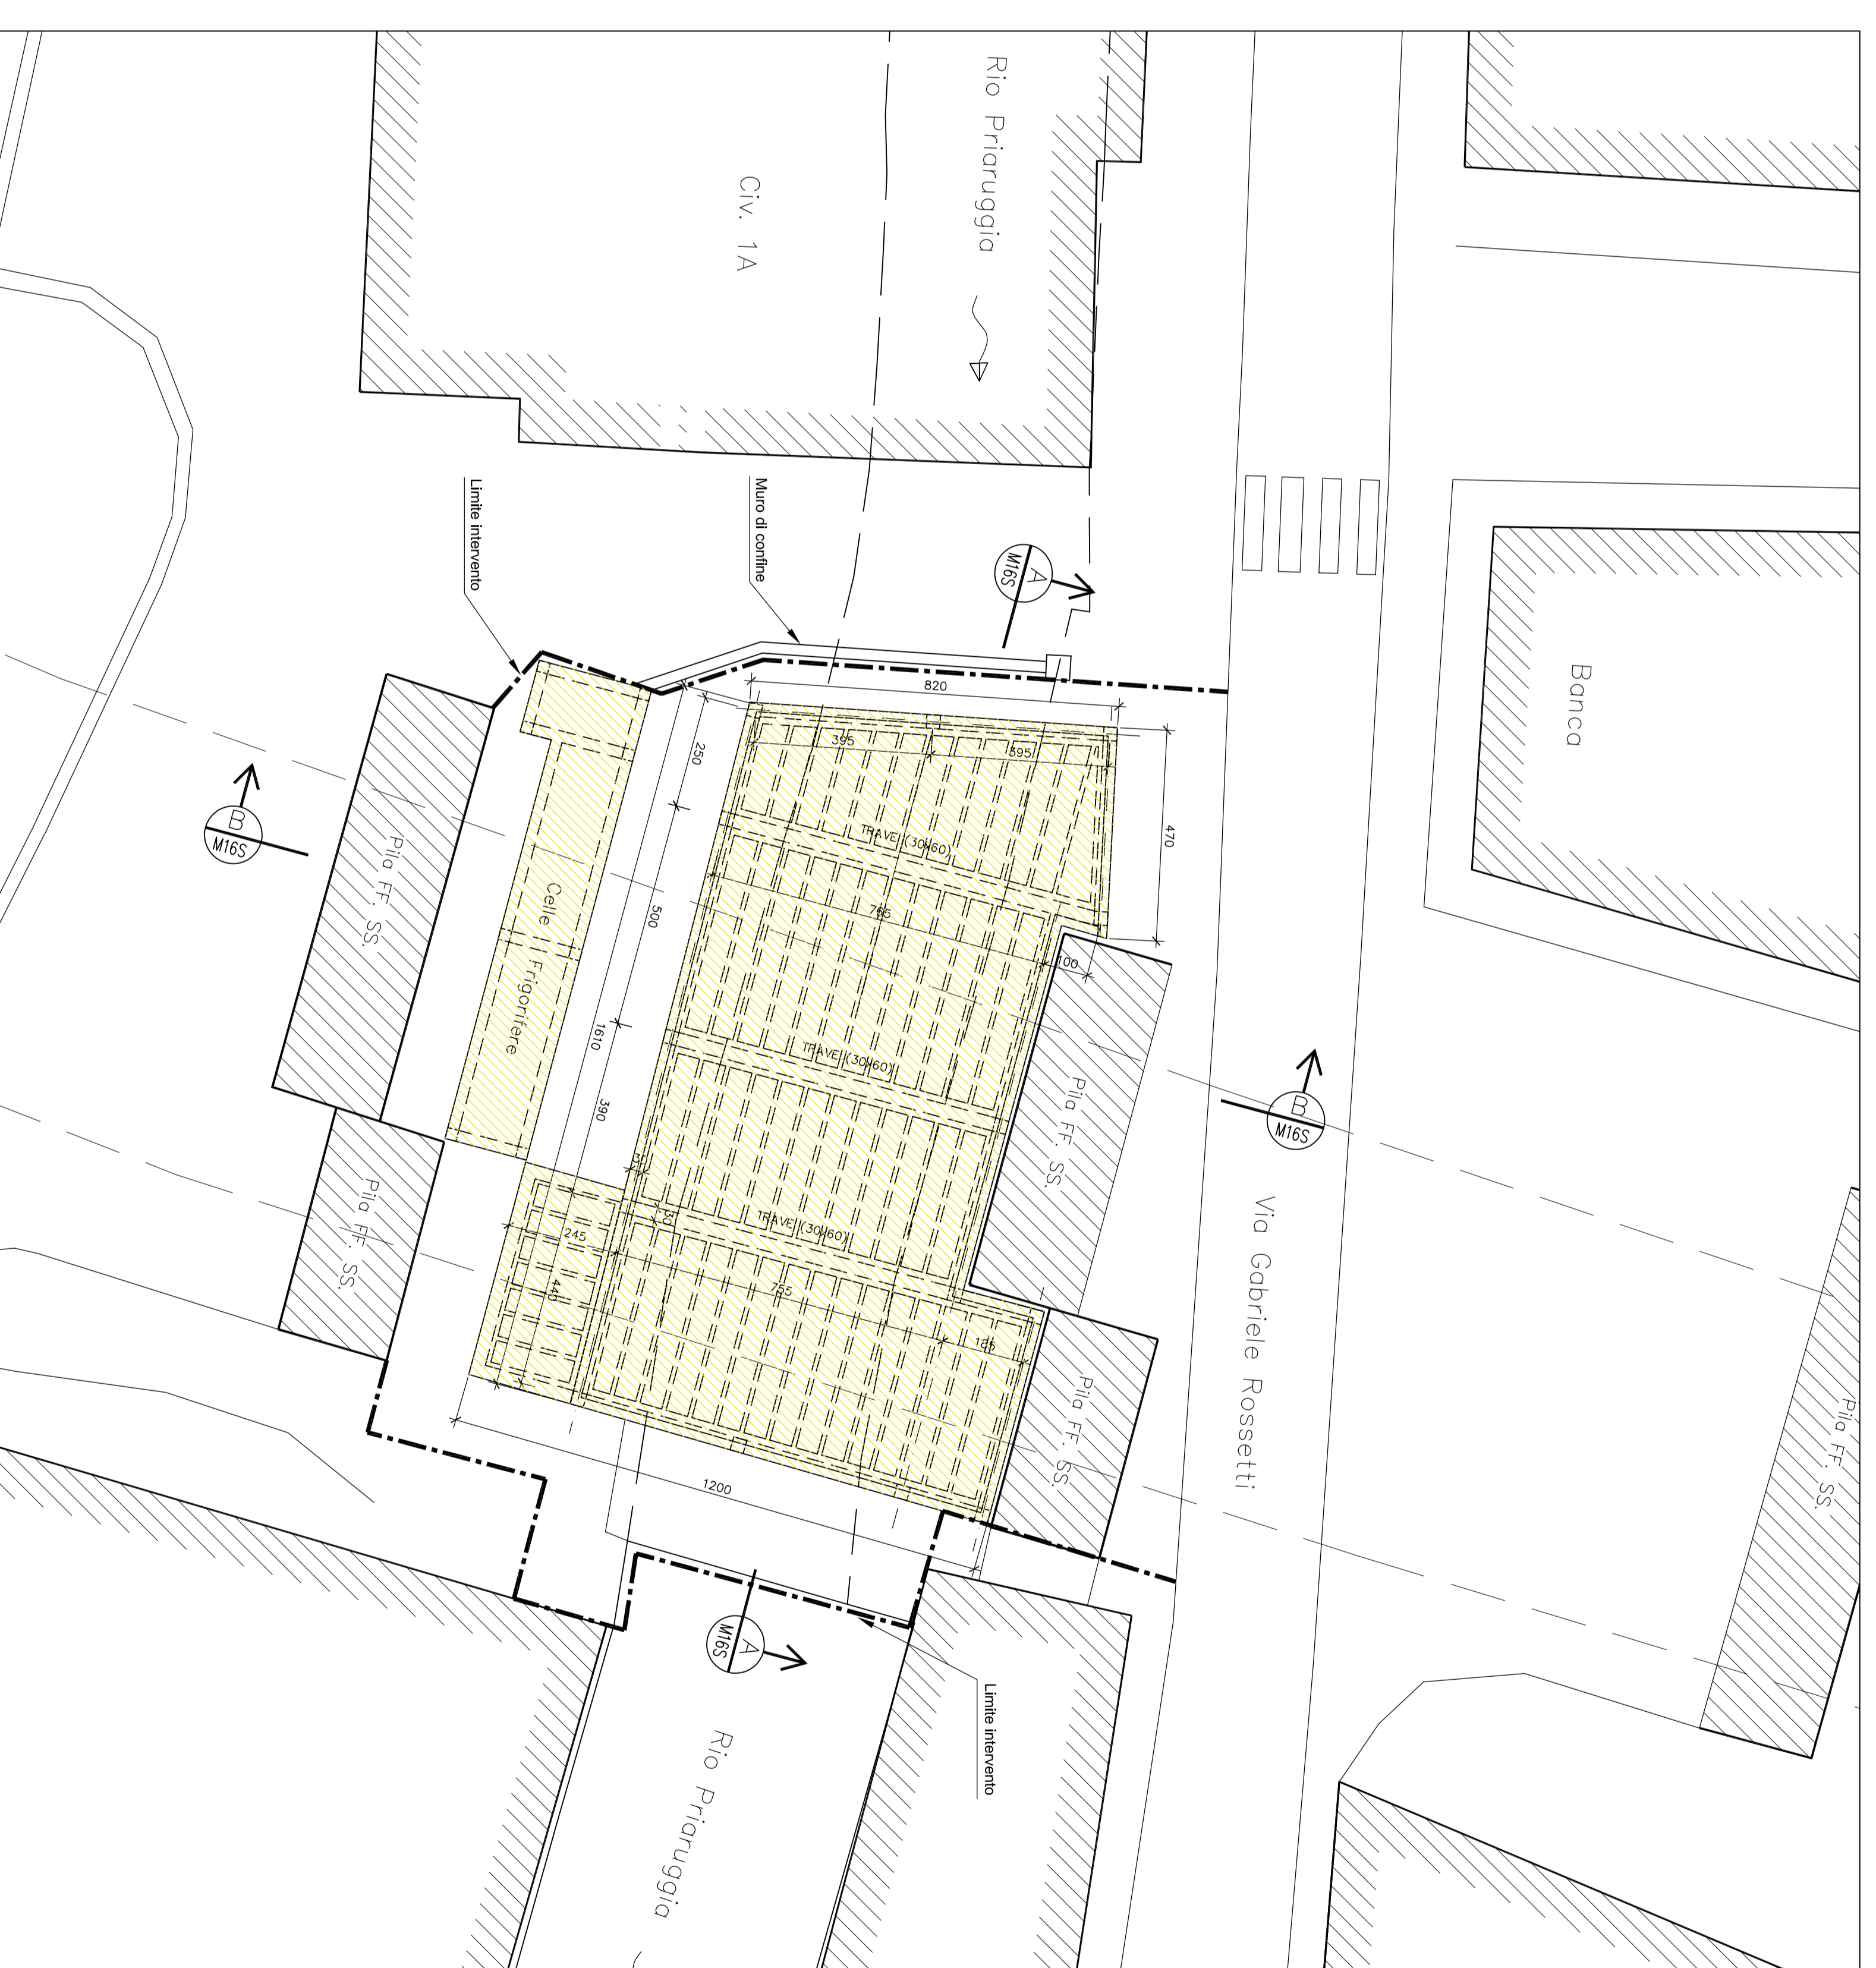 Rio Priaruggia
Civ. 1A
Limite intervento
Muro di confine
A
M16S
Banca
820
395
395
470
250
TRAVE (30x60)
765
100
500
B
M16S
Pila FF. SS.
Celle Frigorifere
1610
TRAVE (30x60)
390
Pila FF. SS.
B
M16S
Via Gabriele Rossetti
30
30
TRAVE (30x60)
Pila FF. SS.
245
440
755
185
Pila FF. SS.
Pila FF. SS.
1200
A
M16S
Limite intervento
Rio Priaruggia